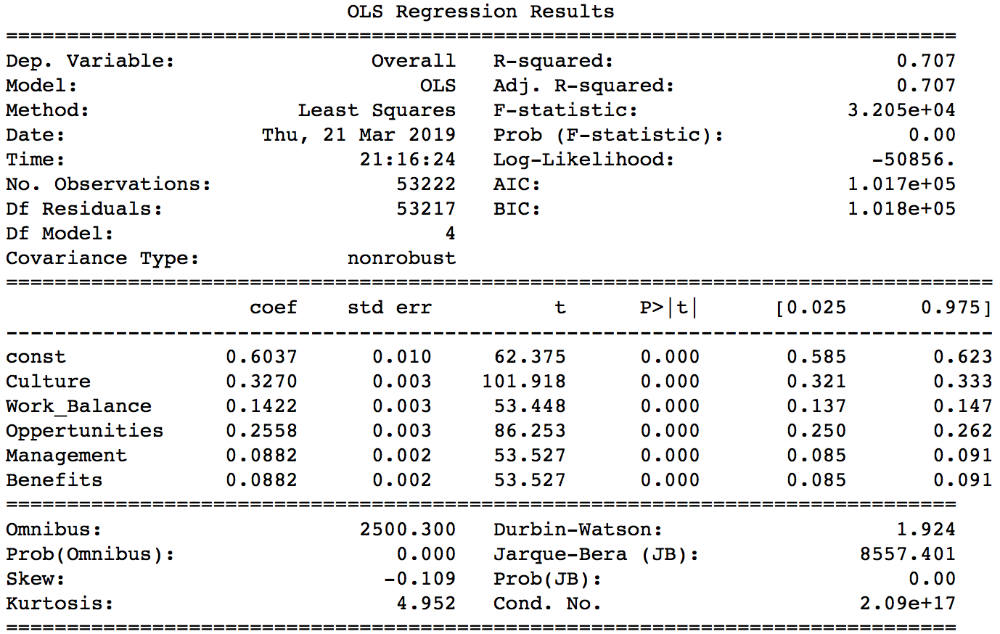 OLS Regression Results
==============================================================================
Dep. Variable: Overall R-squared: 0.707
Model: OLS Adj. R-squared: 0.707
Method: Least Squares F-statistic: 3.205e+04
Date: Thu, 21 Mar 2019 Prob (F-statistic): 0.00
Time: 21:16:24 Log-Likelihood: -50856.
No. Observations: 53222 AIC: 1.017e+05
Df Residuals: 53217 BIC: 1.018e+05
Df Model: 4
Covariance Type: nonrobust
=================================================================================
coef std err t P>|t| [0.025 0.975]
---------------------------------------------------------------------------------
const 0.6037 0.010 62.375 0.000 0.585 0.623
Culture 0.3270 0.003 101.918 0.000 0.321 0.333
Work_Balance 0.1422 0.003 53.448 0.000 0.137 0.147
Oppertunities 0.2558 0.003 86.253 0.000 0.250 0.262
Management 0.0882 0.002 53.527 0.000 0.085 0.091
Benefits 0.0882 0.002 53.527 0.000 0.085 0.091
==============================================================================
Omnibus: 2500.300 Durbin-Watson: 1.924
Prob(Omnibus): 0.000 Jarque-Bera (JB): 8557.401
Skew: -0.109 Prob(JB): 0.00
Kurtosis: 4.952 Cond. No. 2.09e+17
==============================================================================